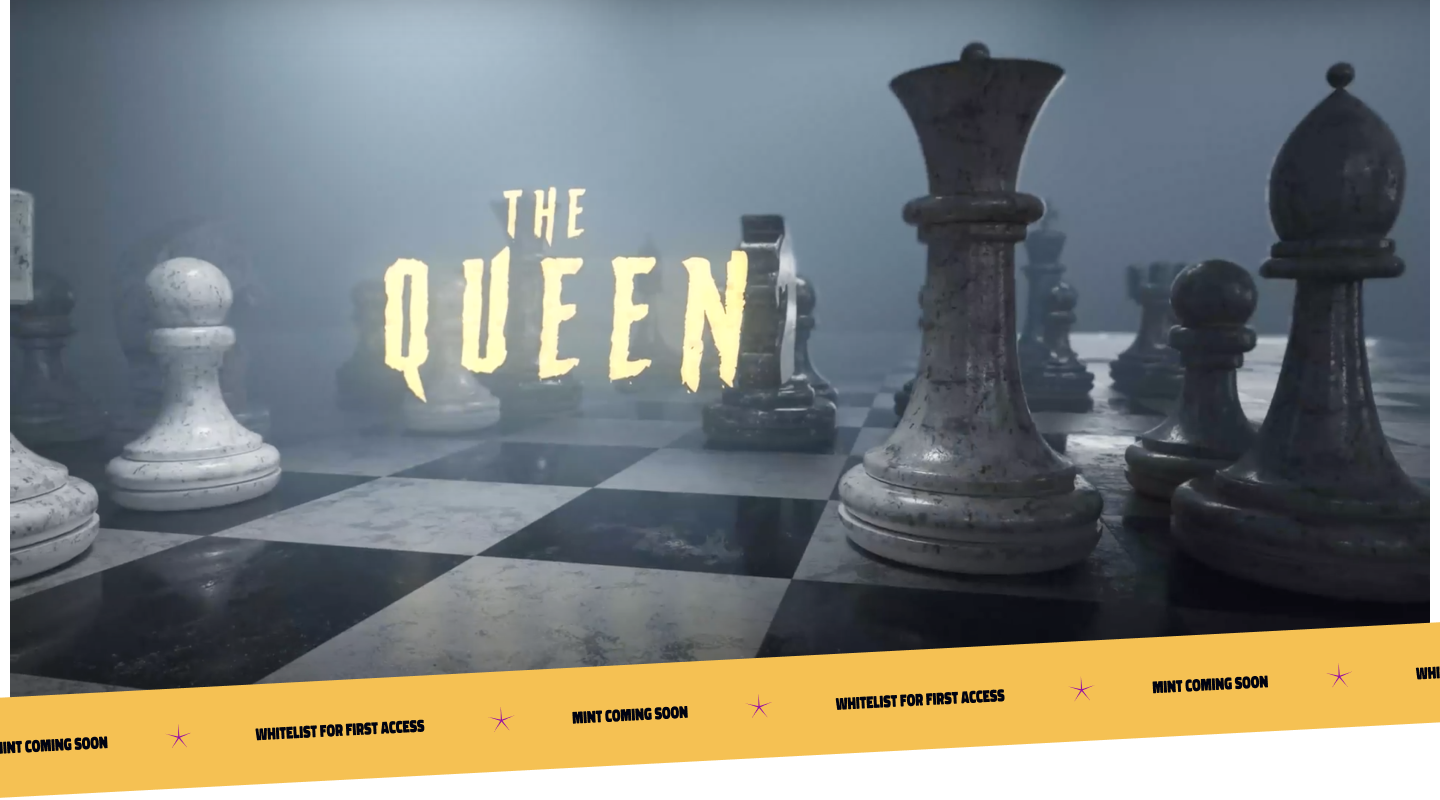 THE
QUEEN
MINT COMING SOON
WHITELIST FOR FIRST ACCESS
MINT COMING SOON
WHITELIST FOR FIRST ACCESS
MINT COMING SOON